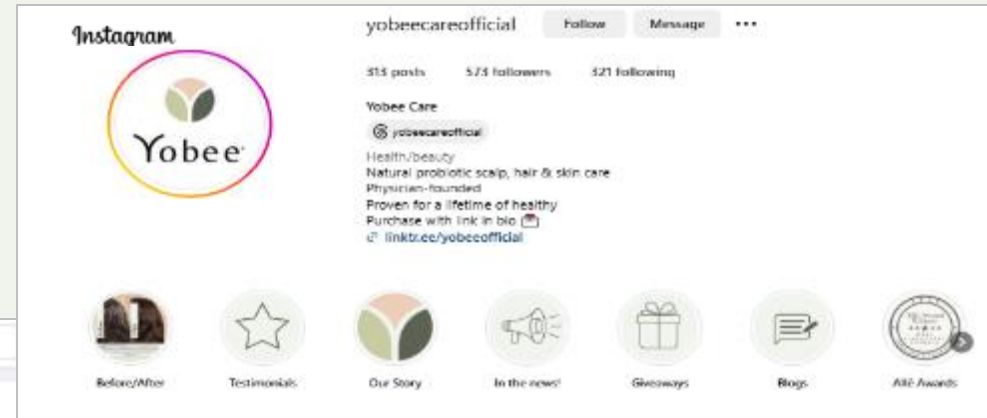 Instagram
Yobee
yobeecareofficial Follow Message •••
313 posts 573 followers 321 following
Yobee Care
yobeecareofficial
Health/beauty
Natural probiotic scalp, hair & skin care
Physician-founded
Proven for a lifetime of healthy
Purchase with link in bio
linktr.ee/yobeeofficial
Before/After Testimonials Our Story In the news! Giveaways Blogs Allē Awards